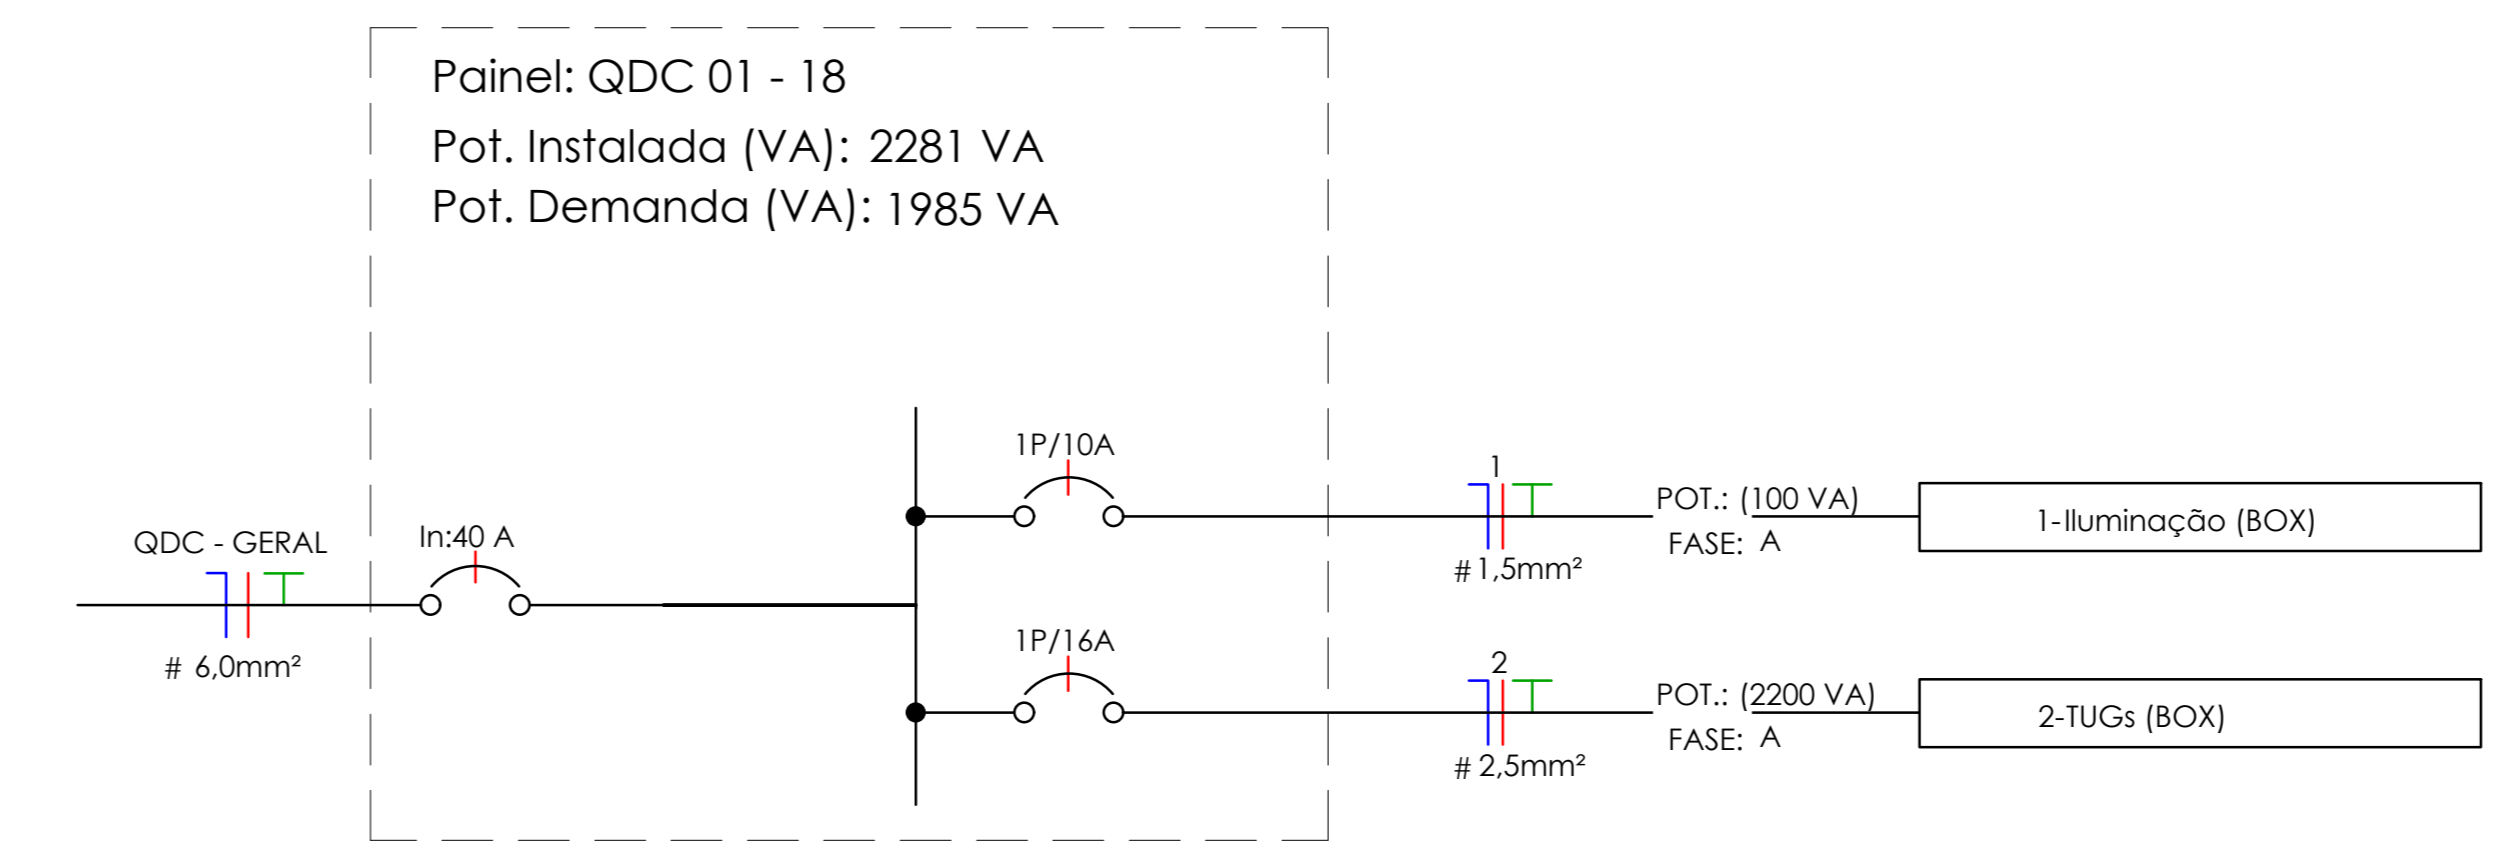 Painel: QDC 01 - 18
Pot. Instalada (VA): 2281 VA
Pot. Demanda (VA): 1985 VA
QDC - GERAL
# 6,0mm²
In:40 A
1P/10A
1
# 1,5mm²
POT.: (100 VA)
FASE: A
1-Iluminação (BOX)
1P/16A
2
# 2,5mm²
POT.: (2200 VA)
FASE: A
2-TUGs (BOX)